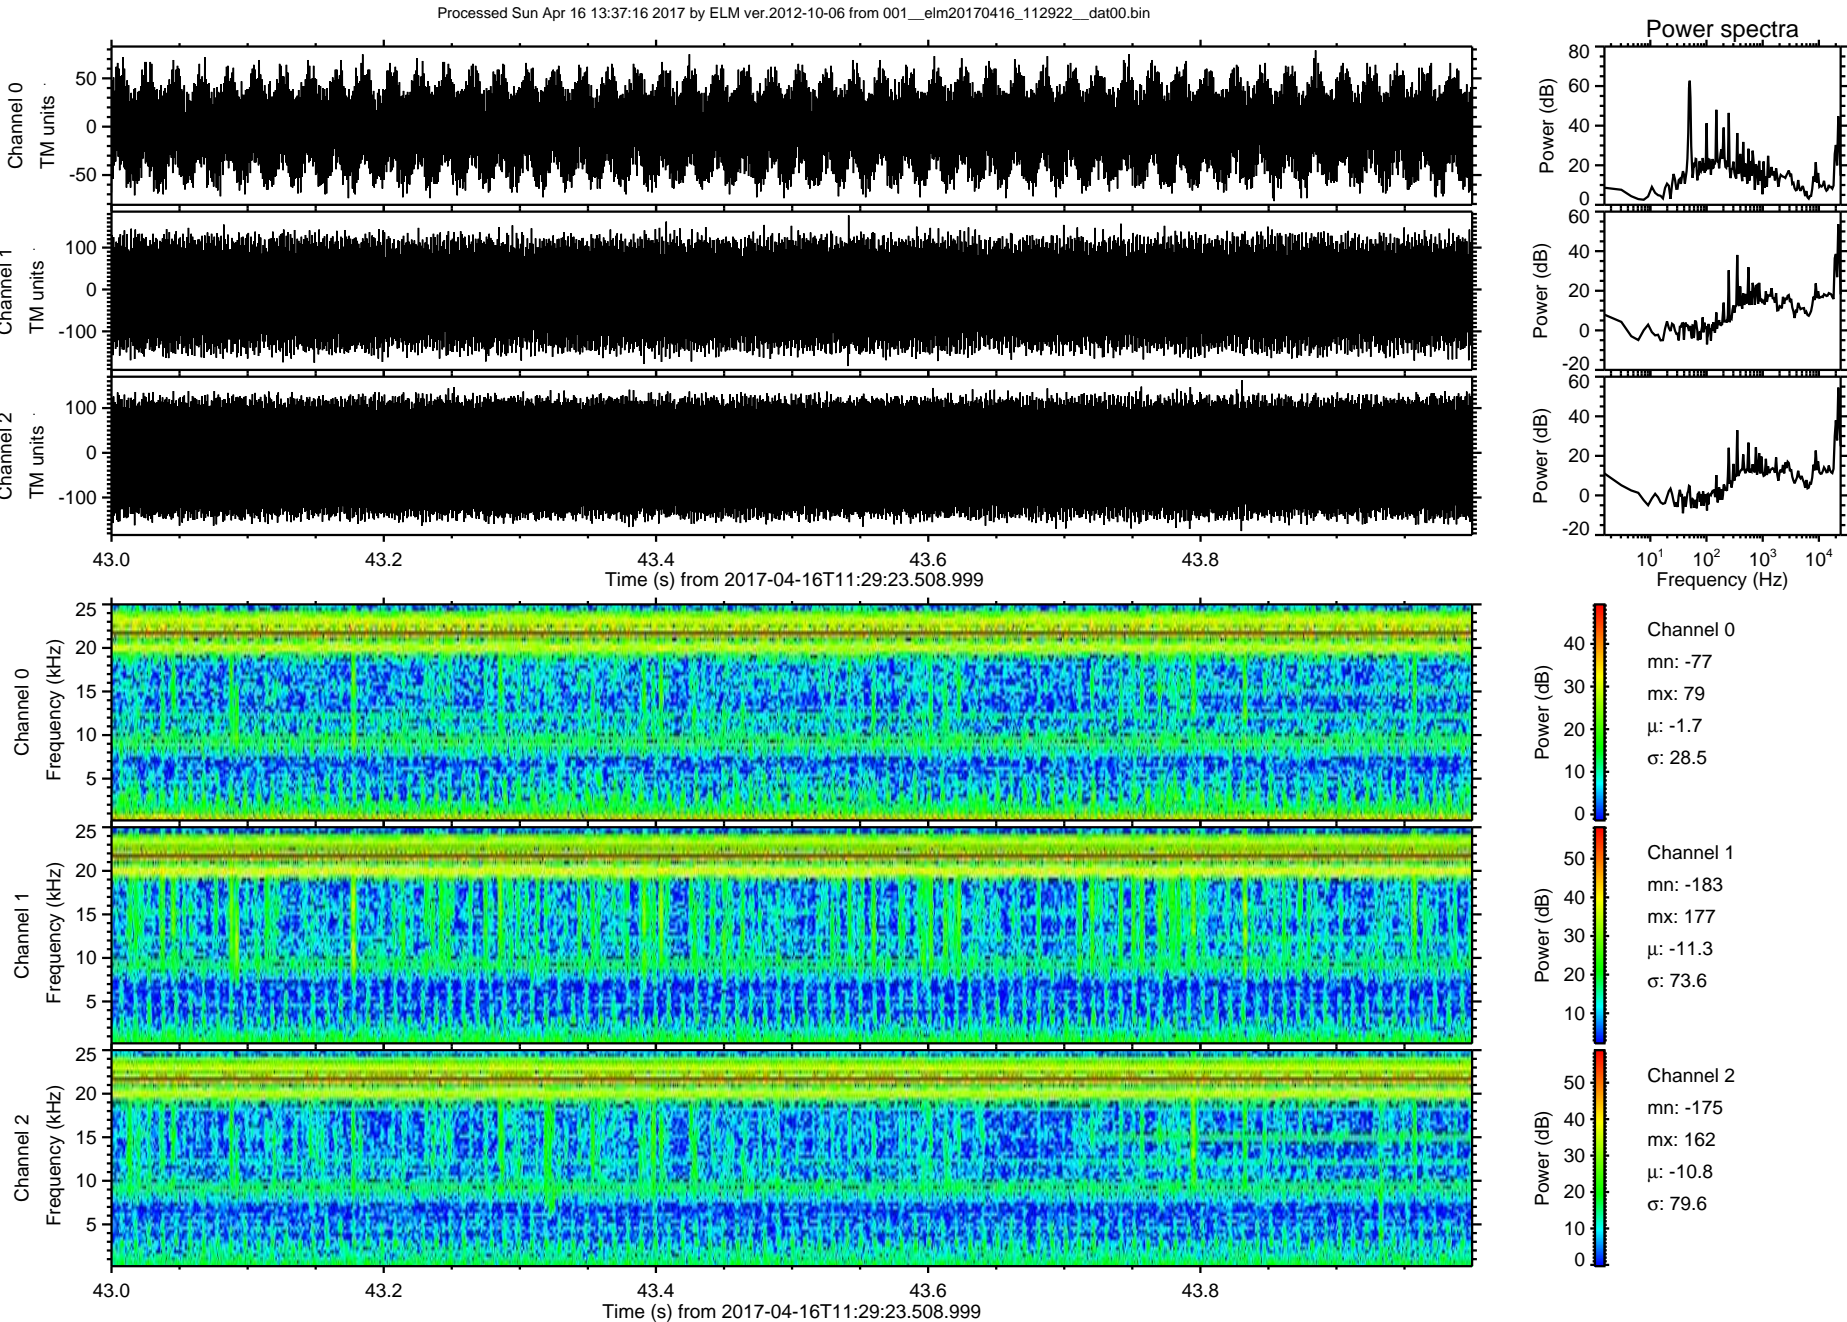 Processed Sun Apr 16 13:37:16 2017 by ELM ver.2012-10-06 from 001__elm20170416_112922__dat00.bin
Power spectra
Channel 0
TM units
50
0
-50
Power (dB)
80
60
40
20
0
Channel 1
TM units
100
0
-100
Power (dB)
60
40
20
0
-20
Channel 2
TM units
100
0
-100
Power (dB)
60
40
20
0
-20
43.0 43.2 43.4 43.6 43.8
Time (s) from 2017-04-16T11:29:23.508.999
10^1 10^2 10^3 10^4
Frequency (Hz)
Channel 0
Frequency (kHz)
25
20
15
10
5
Power (dB)
40
30
20
10
0
Channel 0
mn: -77
mx: 79
μ: -1.7
σ: 28.5
Channel 1
Frequency (kHz)
25
20
15
10
5
Power (dB)
50
40
30
20
10
Channel 1
mn: -183
mx: 177
μ: -11.3
σ: 73.6
Channel 2
Frequency (kHz)
25
20
15
10
5
Power (dB)
50
40
30
20
10
0
Channel 2
mn: -175
mx: 162
μ: -10.8
σ: 79.6
43.0 43.2 43.4 43.6 43.8
Time (s) from 2017-04-16T11:29:23.508.999